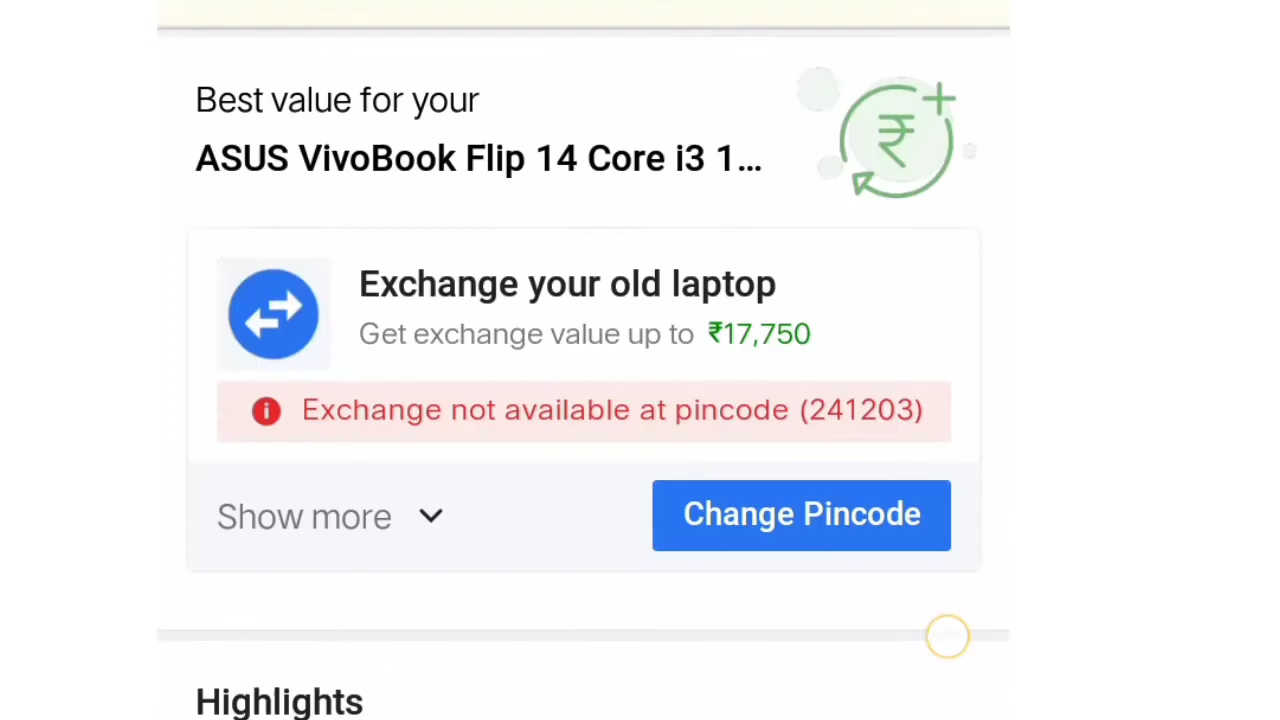 Best value for your
ASUS VivoBook Flip 14 Core i3 1...
₹
Exchange your old laptop
Get exchange value up to ₹17,750
Exchange not available at pincode (241203)
Show more
Change Pincode
Highlights